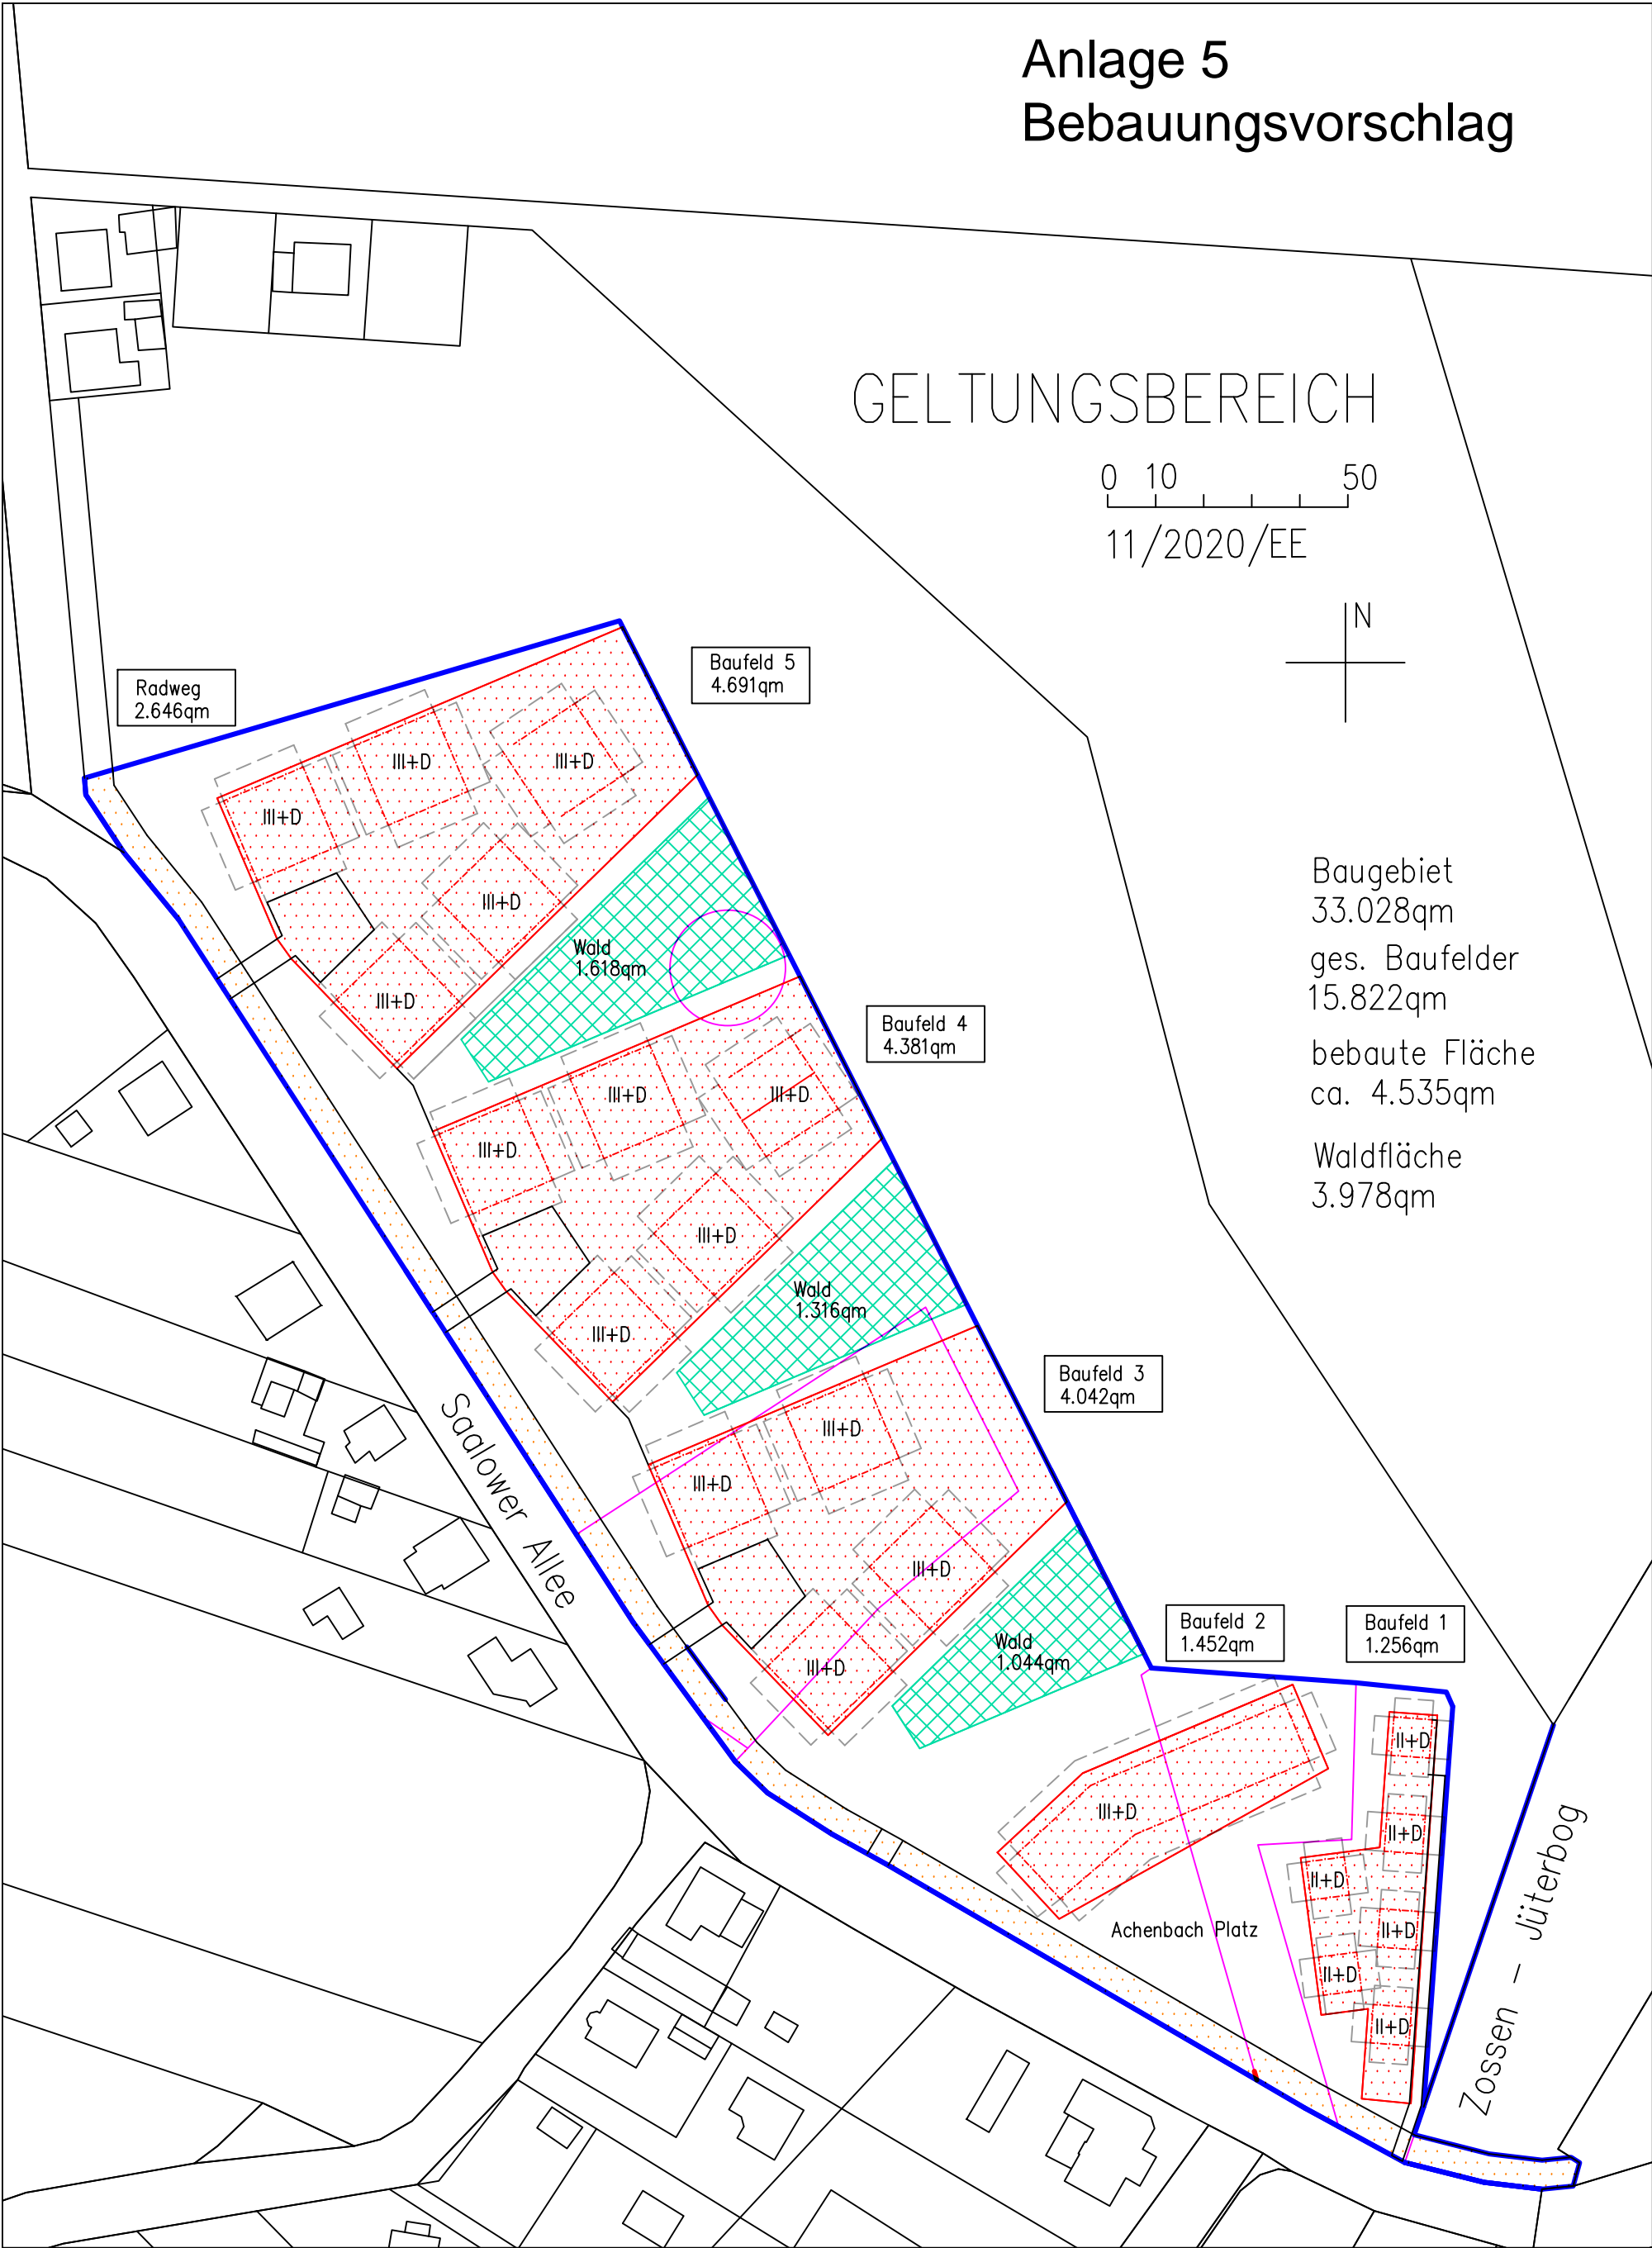 Anlage 5
Bebauungsvorschlag
GELTUNGSBEREICH
0 10 50
11/2020/EE
N
Radweg
2.646qm
Baufeld 5
4.691qm
III+D
III+D
III+D
III+D
III+D
Wald
1.618qm
Baugebiet
33.028qm
ges. Baufelder
15.822qm
bebaute Fläche
ca. 4.535qm
Waldfläche
3.978qm
Baufeld 4
4.381qm
III+D
III+D
III+D
III+D
III+D
Wald
1.316qm
Baufeld 3
4.042qm
III+D
III+D
III+D
III+D
Wald
1.044qm
Saalower Allee
Baufeld 2
1.452qm
Baufeld 1
1.256qm
III+D
II+D
II+D
II+D
II+D
II+D
II+D
Achenbach Platz
Zossen - Jüterbog